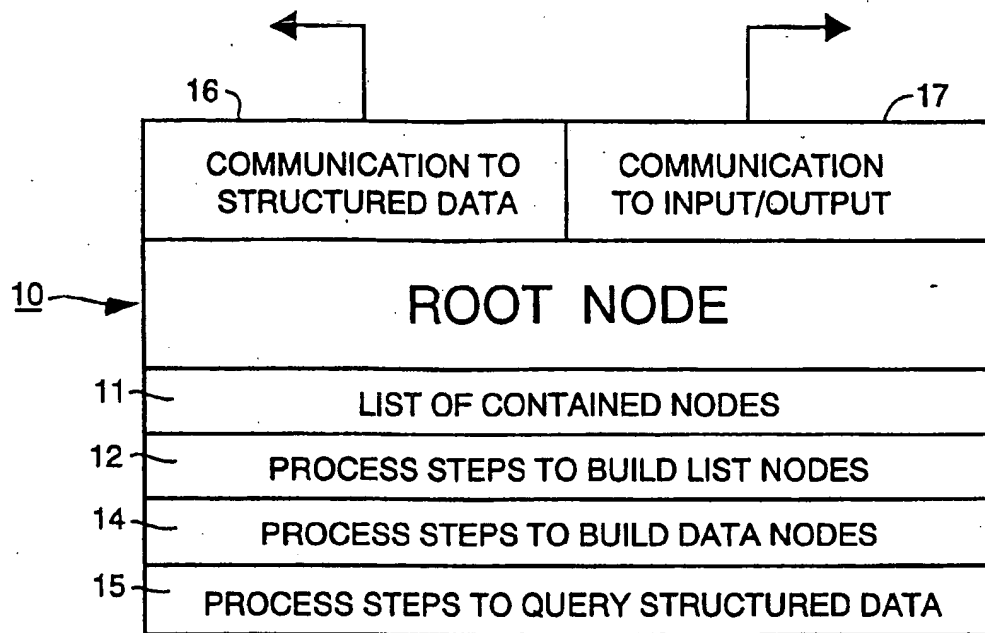 16
17
COMMUNICATION TO
STRUCTURED DATA
COMMUNICATION
TO INPUT/OUTPUT
10
ROOT NODE
11
LIST OF CONTAINED NODES
12
PROCESS STEPS TO BUILD LIST NODES
14
PROCESS STEPS TO BUILD DATA NODES
15
PROCESS STEPS TO QUERY STRUCTURED DATA